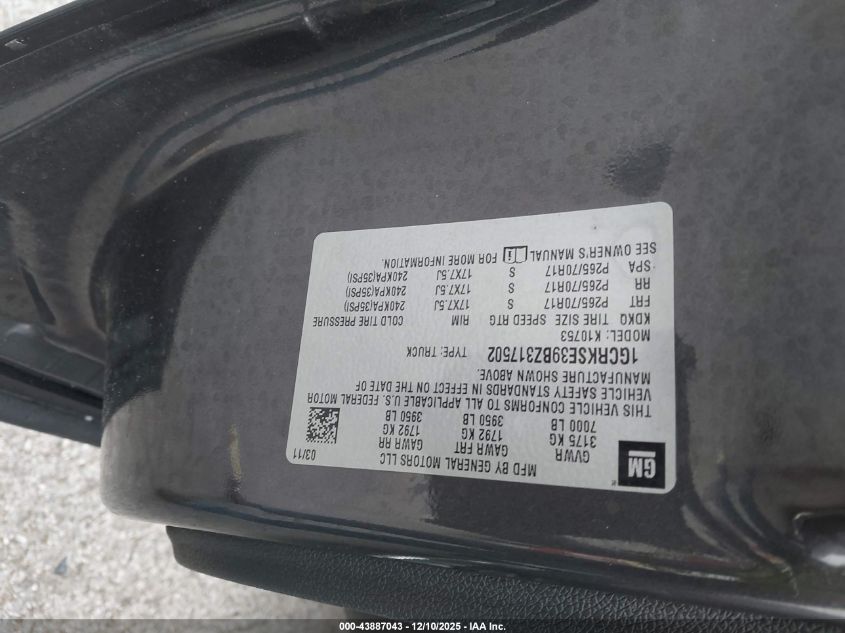 GM
MFD BY GENERAL MOTORS LLC 03/11
GVWR GAWR FRT GAWR RR
3175 KG 1792 KG 1792 KG
7000 LB 3950 LB 3950 LB
THIS VEHICLE CONFORMS TO ALL APPLICABLE U.S. FEDERAL MOTOR
VEHICLE SAFETY STANDARDS IN EFFECT ON THE DATE OF
MANUFACTURE SHOWN ABOVE.
1GCRKSE39BZ317502 TYPE: TRUCK
MODEL: K10753
KDKQ TIRE SIZE SPEED RTG RIM COLD TIRE PRESSURE
FRT P265/70R17 S 17X7.5J 240KPA(35PSI)
RR P265/70R17 S 17X7.5J 240KPA(35PSI)
SPA P265/70R17 S 17X7.5J 240KPA(35PSI)
SEE OWNER'S MANUAL FOR MORE INFORMATION.
000-43887043 — 12/10/2025 — IAA Inc.